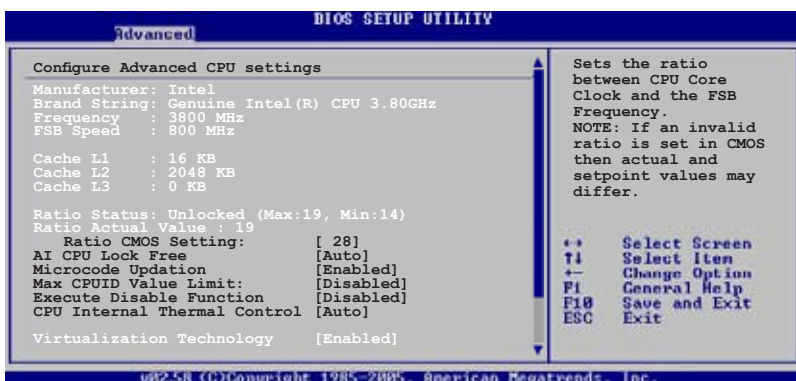 BIOS SETUP UTILITY
Advanced
Configure Advanced CPU settings
Manufacturer: Intel
Brand String: Genuine Intel(R) CPU 3.80GHz
Frequency : 3800 MHz
FSB Speed : 800 MHz
Cache L1 : 16 KB
Cache L2 : 2048 KB
Cache L3 : 0 KB
Ratio Status: Unlocked (Max:19, Min:14)
Ratio Actual Value : 19
Ratio CMOS Setting: [ 28]
AI CPU Lock Free [Auto]
Microcode Updation [Enabled]
Max CPUID Value Limit: [Disabled]
Execute Disable Function [Disabled]
CPU Internal Thermal Control [Auto]
Virtualization Technology [Enabled]
Sets the ratio
between CPU Core
Clock and the FSB
Frequency.
NOTE: If an invalid
ratio is set in CMOS
then actual and
setpoint values may
differ.
↔ Select Screen
↑↓ Select Item
+- Change Option
F1 General Help
F10 Save and Exit
ESC Exit
v02.58 (C)Copyright 1985-2005, American Megatrends, Inc.